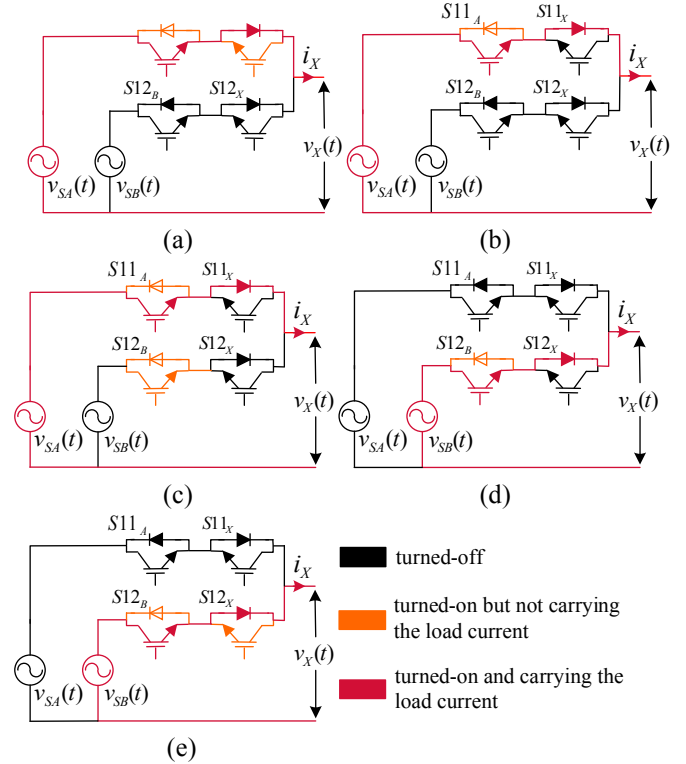 i_X
S12_B S12_X
v_SA(t) v_SB(t) v_X(t)
(a)
S11_A S11_X
i_X
S12_B S12_X
v_SA(t) v_SB(t) v_X(t)
(b)
S11_A S11_X
i_X
S12_B S12_X
v_SA(t) v_SB(t) v_X(t)
(c)
S11_A S11_X
i_X
S12_B S12_X
v_SA(t) v_SB(t) v_X(t)
(d)
S11_A S11_X
i_X
S12_B S12_X
v_SA(t) v_SB(t) v_X(t)
(e)
turned-off
turned-on but not carrying
the load current
turned-on and carrying the
load current